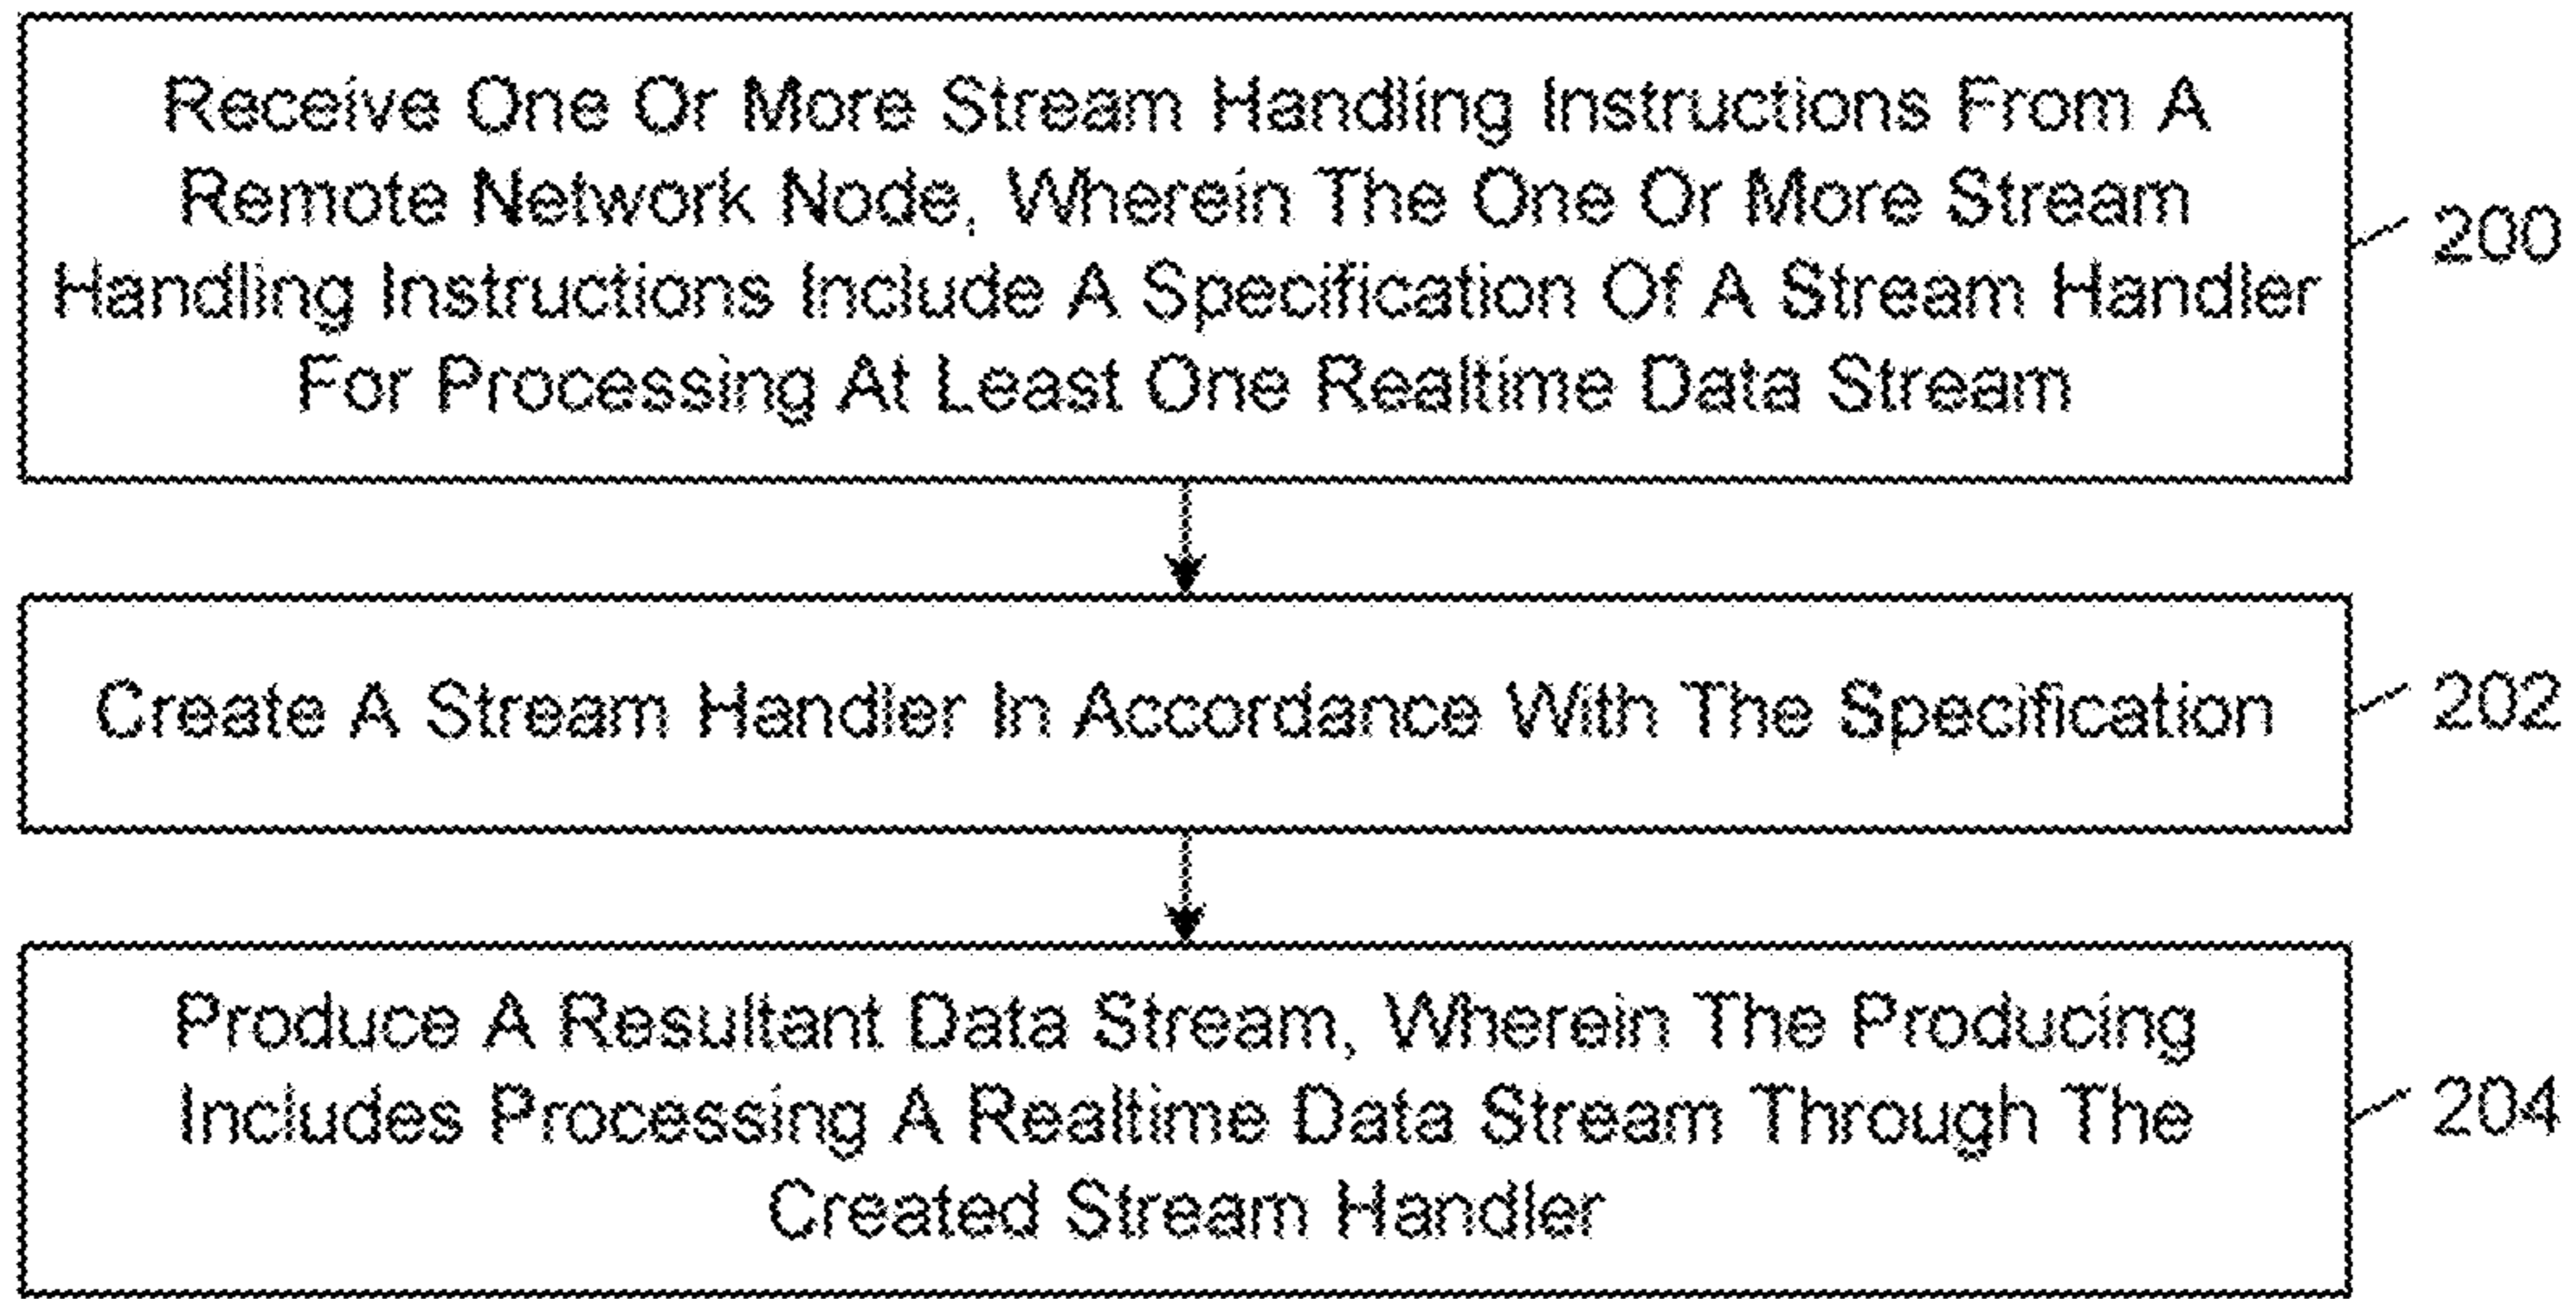 Receive One Or More Stream Handling Instructions From A
Remote Network Node, Wherein The One Or More Stream
Handling Instructions Include A Specification Of A Stream Handler
For Processing At Least One Realtime Data Stream
200
Create A Stream Handler In Accordance With The Specification
202
Produce A Resultant Data Stream, Wherein The Producing
Includes Processing A Realtime Data Stream Through The
Created Stream Handler
204